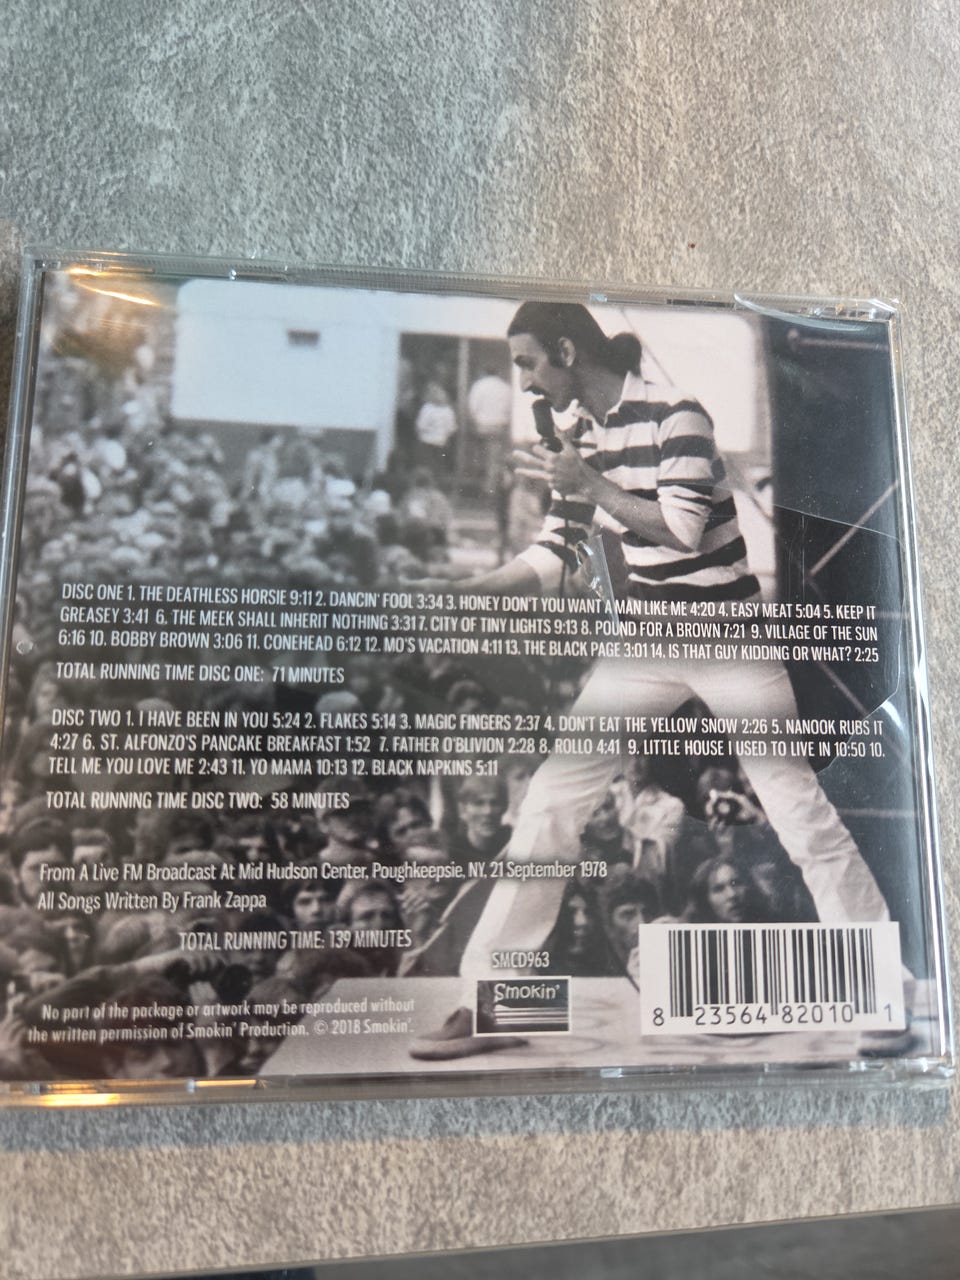 DISC ONE 1. THE DEATHLESS HORSIE 9:11 2. DANCIN' FOOL 3:34 3. HONEY DON'T YOU WANT A MAN LIKE ME 4:20 4. EASY MEAT 5:04 5. KEEP IT
GREASEY 3:41 6. THE MEEK SHALL INHERIT NOTHING 3:31 7. CITY OF TINY LIGHTS 9:13 8. POUND FOR A BROWN 7:21 9. VILLAGE OF THE SUN
6:16 10. BOBBY BROWN 3:06 11. CONEHEAD 6:12 12. MO'S VACATION 4:11 13. THE BLACK PAGE 3:01 14. IS THAT GUY KIDDING OR WHAT? 2:25
TOTAL RUNNING TIME DISC ONE: 71 MINUTES
DISC TWO 1. I HAVE BEEN IN YOU 5:24 2. FLAKES 5:14 3. MAGIC FINGERS 2:37 4. DON'T EAT THE YELLOW SNOW 2:26 5. NANOOK RUBS IT
4:27 6. ST. ALFONZO'S PANCAKE BREAKFAST 1:52 7. FATHER O'BLIVION 2:28 8. ROLLO 4:41 9. LITTLE HOUSE I USED TO LIVE IN 10:50 10.
TELL ME YOU LOVE ME 2:43 11. YO MAMA 10:13 12. BLACK NAPKINS 5:11
TOTAL RUNNING TIME DISC TWO: 58 MINUTES
From A Live FM Broadcast At Mid Hudson Center, Poughkeepsie, NY, 21 September 1978
All Songs Written By Frank Zappa
TOTAL RUNNING TIME: 139 MINUTES
SMCD963
Smokin'
No part of the package or artwork may be reproduced without
the written permission of Smokin' Production. © 2018 Smokin'.
8 23564 82010 1